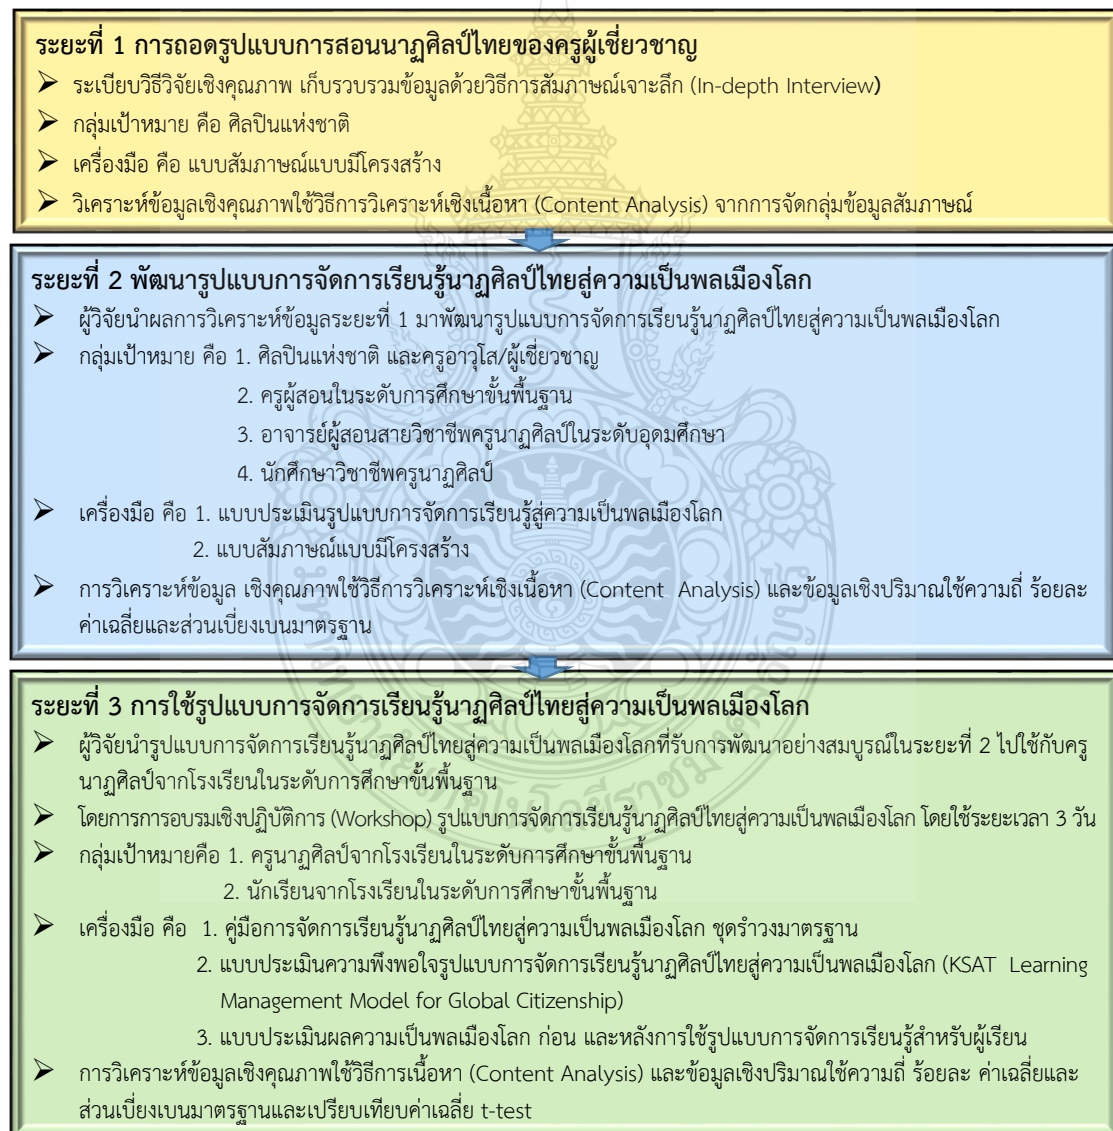 ระยะที่ 1 การถอดรูปแบบการสอนนาฏศิลป์ไทยของครูผู้เชี่ยวชาญ
➢ ระเบียบวิธีวิจัยเชิงคุณภาพ เก็บรวบรวมข้อมูลด้วยวิธีการสัมภาษณ์เจาะลึก (In-depth Interview)
➢ กลุ่มเป้าหมาย คือ ศิลปินแห่งชาติ
➢ เครื่องมือ คือ แบบสัมภาษณ์แบบมีโครงสร้าง
➢ วิเคราะห์ข้อมูลเชิงคุณภาพใช้วิธีการวิเคราะห์เชิงเนื้อหา (Content Analysis) จากการจัดกลุ่มข้อมูลสัมภาษณ์
ระยะที่ 2 พัฒนารูปแบบการจัดการเรียนรู้นาฏศิลป์ไทยสู่ความเป็นพลเมืองโลก
➢ ผู้วิจัยนำผลการวิเคราะห์ข้อมูลระยะที่ 1 มาพัฒนารูปแบบการจัดการเรียนรู้นาฏศิลป์ไทยสู่ความเป็นพลเมืองโลก
➢ กลุ่มเป้าหมาย คือ 1. ศิลปินแห่งชาติ และครูอาวุโส/ผู้เชี่ยวชาญ
2. ครูผู้สอนในระดับการศึกษาขั้นพื้นฐาน
3. อาจารย์ผู้สอนสายวิชาชีพครูนาฏศิลป์ในระดับอุดมศึกษา
4. นักศึกษาวิชาชีพครูนาฏศิลป์
➢ เครื่องมือ คือ 1. แบบประเมินรูปแบบการจัดการเรียนรู้สู่ความเป็นพลเมืองโลก
2. แบบสัมภาษณ์แบบมีโครงสร้าง
➢ การวิเคราะห์ข้อมูล เชิงคุณภาพใช้วิธีการวิเคราะห์เชิงเนื้อหา (Content Analysis) และข้อมูลเชิงปริมาณใช้ความถี่ ร้อยละ
ค่าเฉลี่ยและส่วนเบี่ยงเบนมาตรฐาน
ระยะที่ 3 การใช้รูปแบบการจัดการเรียนรู้นาฏศิลป์ไทยสู่ความเป็นพลเมืองโลก
➢ ผู้วิจัยนำรูปแบบการจัดการเรียนรู้นาฏศิลป์ไทยสู่ความเป็นพลเมืองโลกที่รับการพัฒนาอย่างสมบูรณ์ในระยะที่ 2 ไปใช้กับครู
นาฏศิลป์จากโรงเรียนในระดับการศึกษาขั้นพื้นฐาน
➢ โดยการการอบรมเชิงปฏิบัติการ (Workshop) รูปแบบการจัดการเรียนรู้นาฏศิลป์ไทยสู่ความเป็นพลเมืองโลก โดยใช้ระยะเวลา 3 วัน
➢ กลุ่มเป้าหมายคือ 1. ครูนาฏศิลป์จากโรงเรียนในระดับการศึกษาขั้นพื้นฐาน
2. นักเรียนจากโรงเรียนในระดับการศึกษาขั้นพื้นฐาน
➢ เครื่องมือ คือ 1. คู่มือการจัดการเรียนรู้นาฏศิลป์ไทยสู่ความเป็นพลเมืองโลก ชุดรำวงมาตรฐาน
2. แบบประเมินความพึงพอใจรูปแบบการจัดการเรียนรู้นาฏศิลป์ไทยสู่ความเป็นพลเมืองโลก (KSAT Learning
Management Model for Global Citizenship)
3. แบบประเมินผลความเป็นพลเมืองโลก ก่อน และหลังการใช้รูปแบบการจัดการเรียนรู้สำหรับผู้เรียน
➢ การวิเคราะห์ข้อมูลเชิงคุณภาพใช้วิธีการเนื้อหา (Content Analysis) และข้อมูลเชิงปริมาณใช้ความถี่ ร้อยละ ค่าเฉลี่ยและ
ส่วนเบี่ยงเบนมาตรฐานและเปรียบเทียบค่าเฉลี่ย t-test